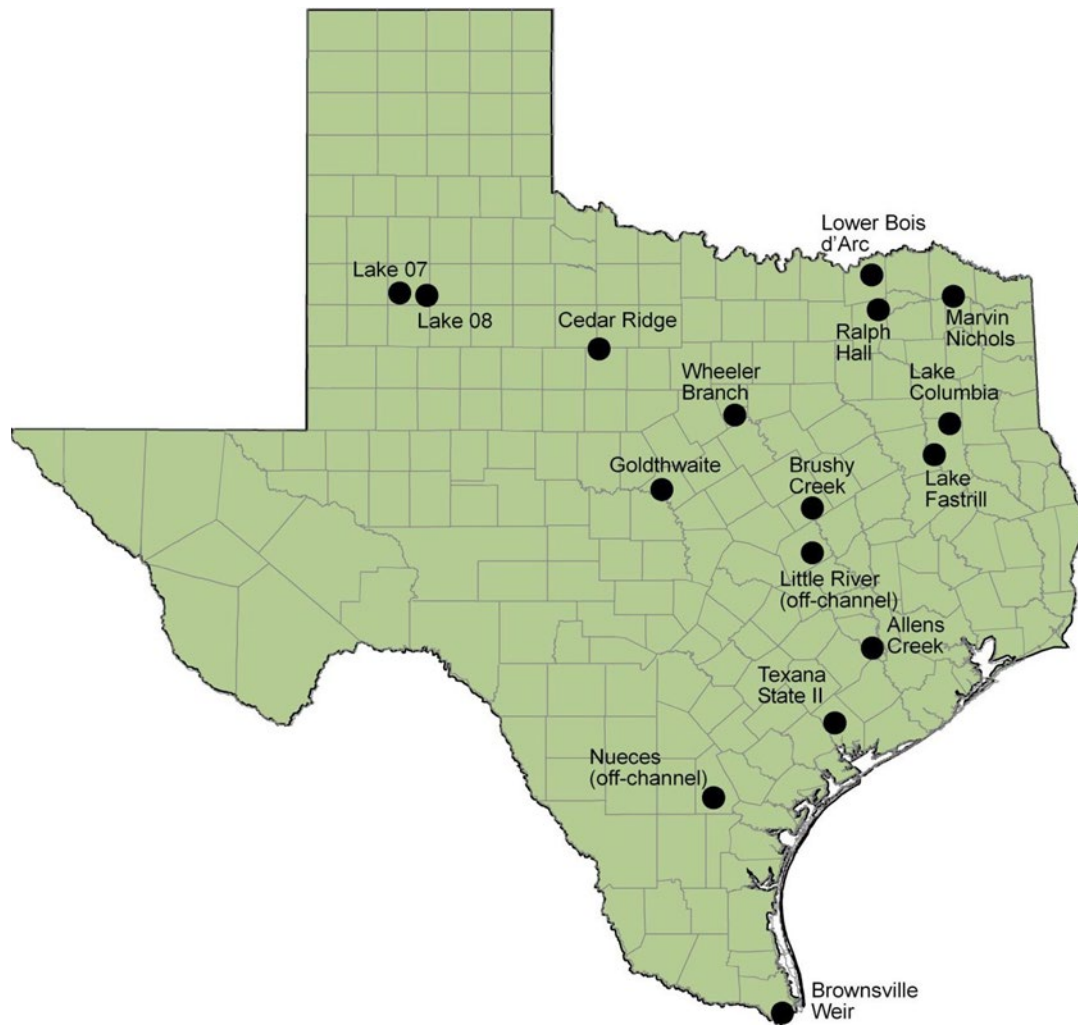 Lower Bois
d'Arc
Lake 07
Lake 08
Cedar Ridge
Ralph
Hall
Marvin
Nichols
Wheeler
Branch
Lake
Columbia
Goldthwaite
Brushy
Creek
Lake
Fastrill
Little River
(off-channel)
Allens
Creek
Texana
State II
Nueces
(off-channel)
Brownsville
Weir